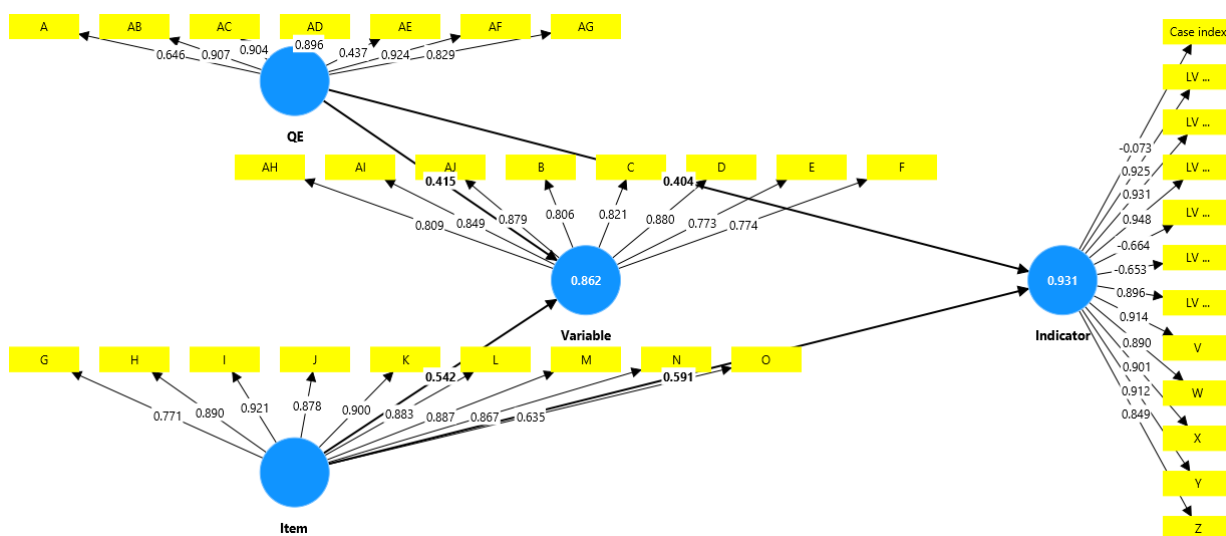 A AB AC AD AE AF AG
0.646 0.907 0.904 0.896 0.437 0.924 0.829
QE
AH AI AJ B C D E F
0.415 0.404
0.809 0.849 0.879 0.806 0.821 0.880 0.773 0.774
0.862
Variable
G H I J K L M N O
0.542 0.591
0.771 0.890 0.921 0.878 0.900 0.883 0.887 0.867 0.635
Item
Case index
LV ...
LV ...
LV ...
LV ...
LV ...
LV ...
V
W
X
Y
Z
-0.073
0.925
0.931
0.948
-0.664
-0.653
0.896
0.914
0.890
0.901
0.912
0.849
0.931
Indicator